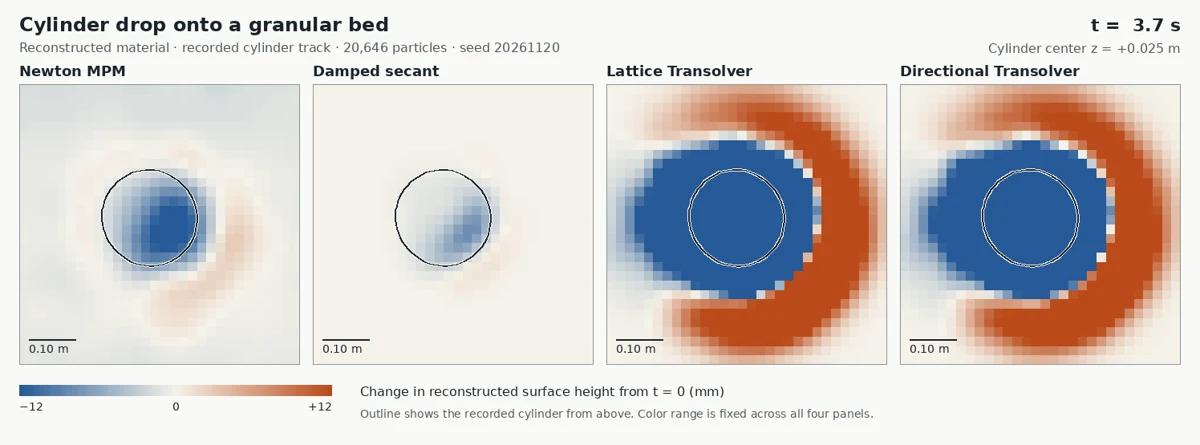 Cylinder drop onto a granular bed
t = 3.7 s
Reconstructed material · recorded cylinder track · 20,646 particles · seed 20261120
Cylinder center z = +0.025 m
Newton MPM
Damped secant
Lattice Transolver
Directional Transolver
0.10 m
0.10 m
0.10 m
0.10 m
−12
0
+12
Change in reconstructed surface height from t = 0 (mm)
Outline shows the recorded cylinder from above. Color range is fixed across all four panels.